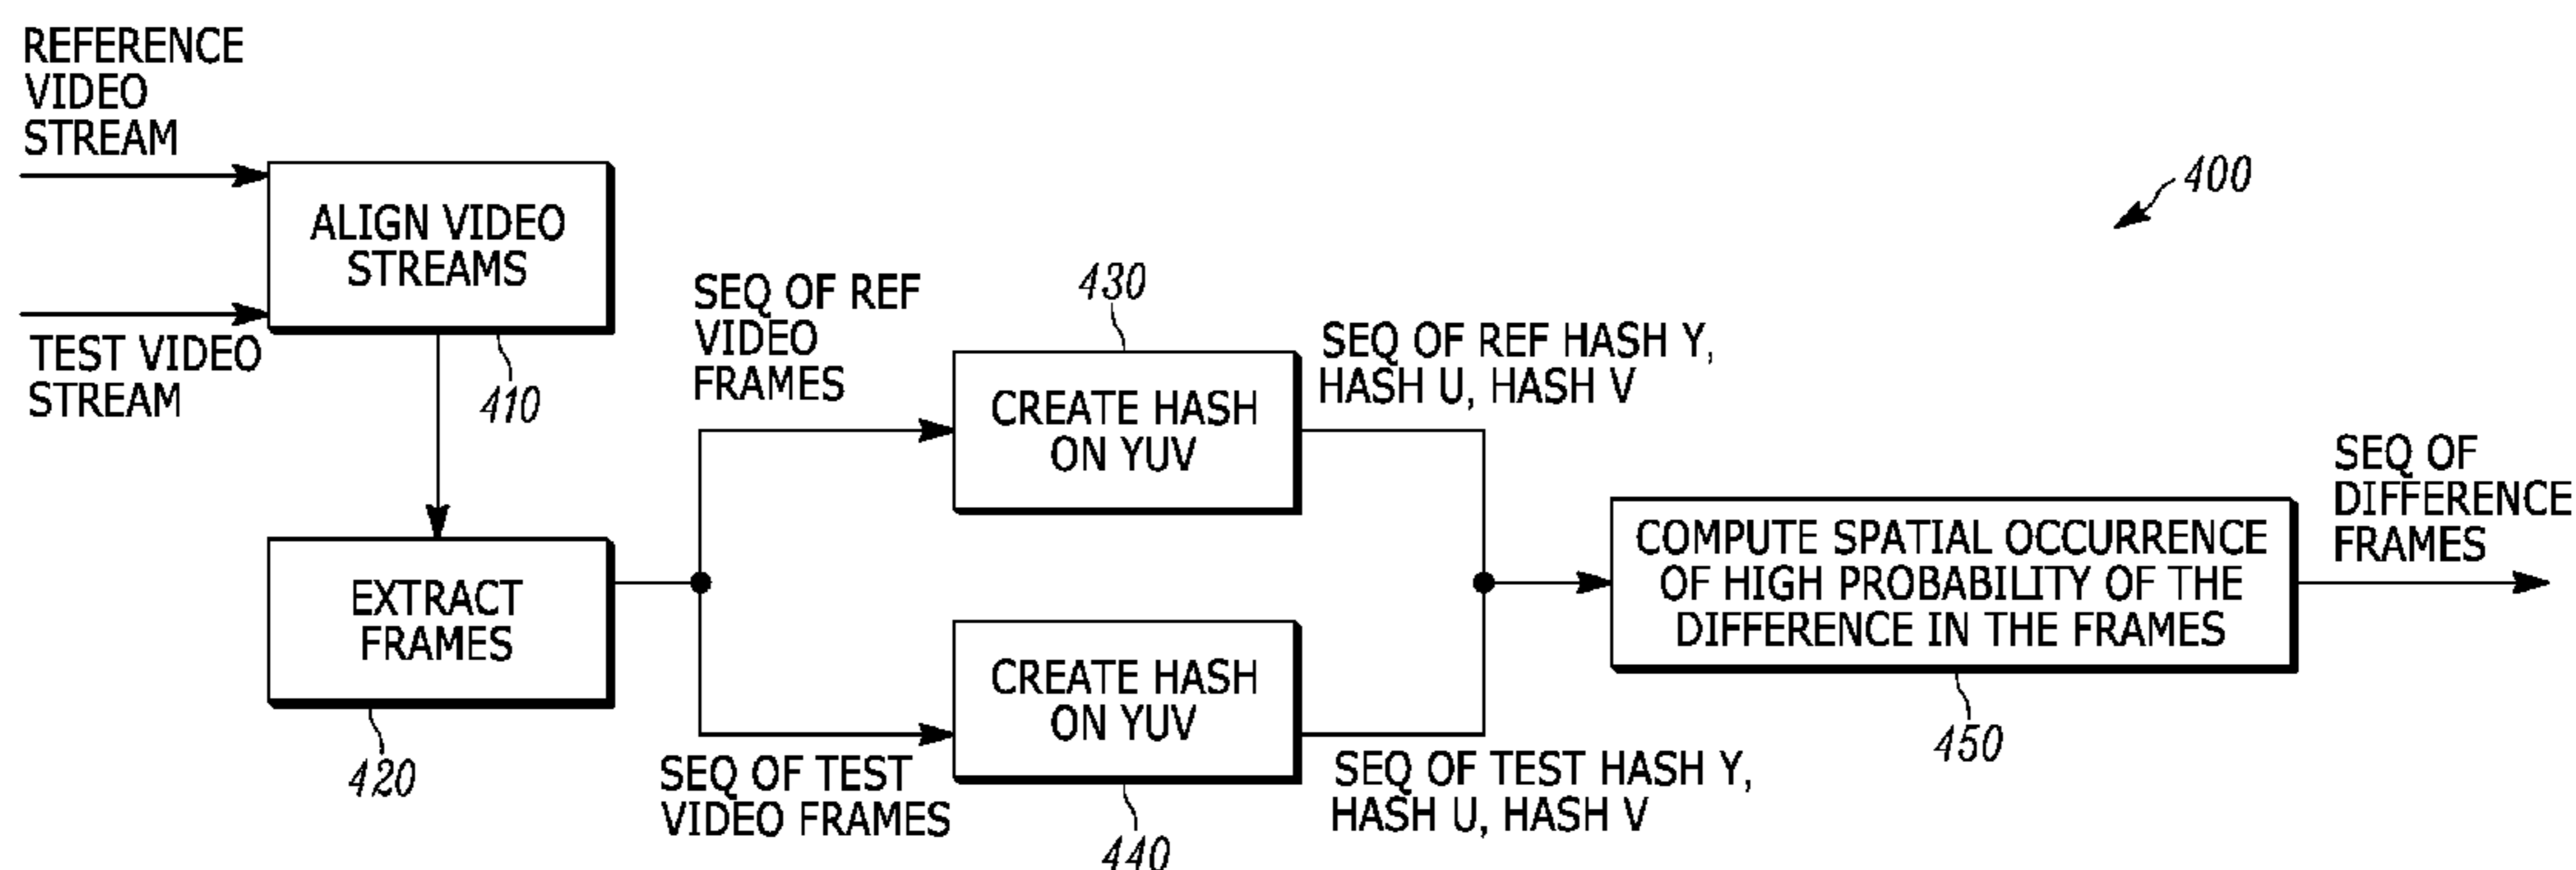 REFERENCE
VIDEO
STREAM
ALIGN VIDEO
STREAMS
TEST VIDEO
STREAM
410
400
EXTRACT
FRAMES
420
SEQ OF REF
VIDEO
FRAMES
430
CREATE HASH
ON YUV
SEQ OF REF HASH Y,
HASH U, HASH V
SEQ OF TEST
VIDEO FRAMES
CREATE HASH
ON YUV
440
SEQ OF TEST HASH Y,
HASH U, HASH V
COMPUTE SPATIAL OCCURRENCE
OF HIGH PROBABILITY OF THE
DIFFERENCE IN THE FRAMES
450
SEQ OF
DIFFERENCE
FRAMES